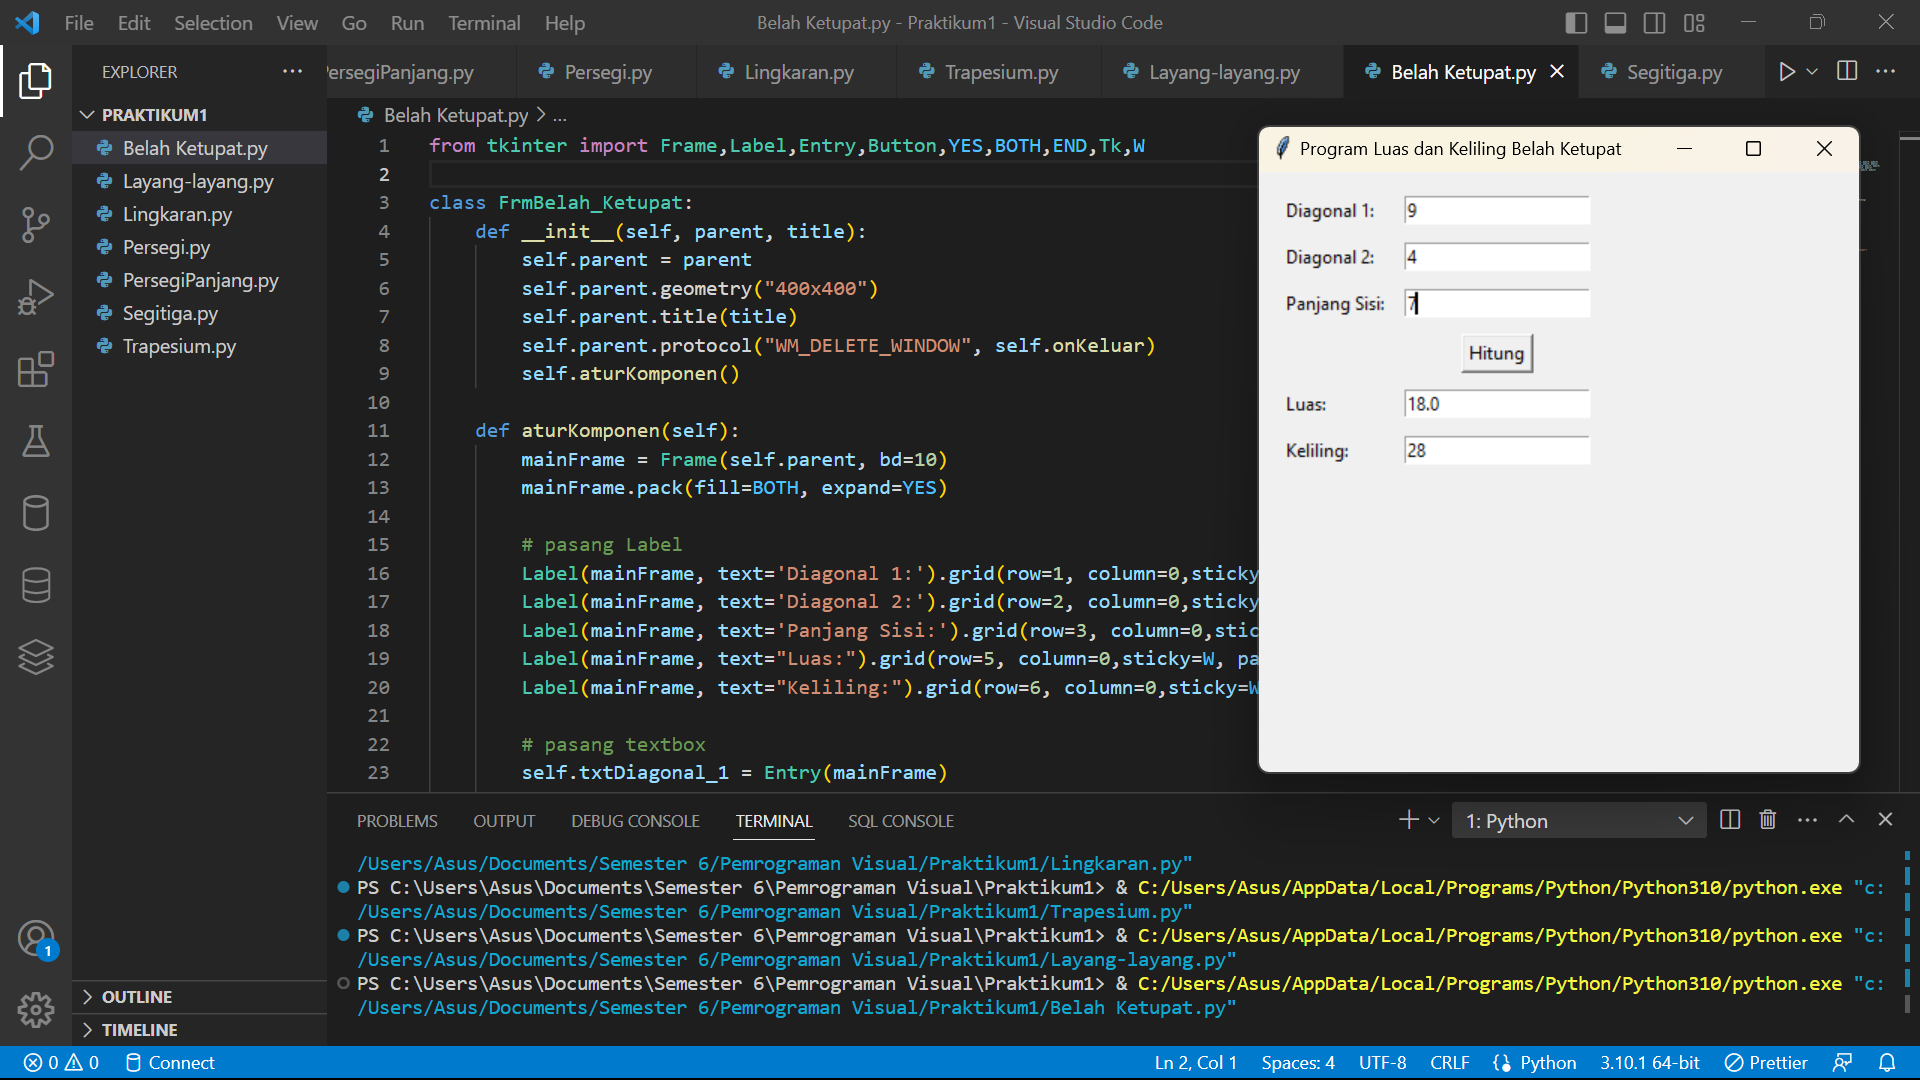 File Edit Selection View Go Run Terminal Help
Belah Ketupat.py - Praktikum1 - Visual Studio Code
EXPLORER
PRAKTIKUM1
Belah Ketupat.py
Layang-layang.py
Lingkaran.py
Persegi.py
PersegiPanjang.py
Segitiga.py
Trapesium.py
OUTLINE
TIMELINE
ersegiPanjang.py Persegi.py Lingkaran.py Trapesium.py Layang-layang.py Belah Ketupat.py Segitiga.py
Belah Ketupat.py > ...
1 from tkinter import Frame,Label,Entry,Button,YES,BOTH,END,Tk,W
2
3 class FrmBelah_Ketupat:
4 def __init__(self, parent, title):
5 self.parent = parent
6 self.parent.geometry("400x400")
7 self.parent.title(title)
8 self.parent.protocol("WM_DELETE_WINDOW", self.onKeluar)
9 self.aturKomponen()
10
11 def aturKomponen(self):
12 mainFrame = Frame(self.parent, bd=10)
13 mainFrame.pack(fill=BOTH, expand=YES)
14
15 # pasang Label
16 Label(mainFrame, text='Diagonal 1:').grid(row=1, column=0,sticky
17 Label(mainFrame, text='Diagonal 2:').grid(row=2, column=0,sticky
18 Label(mainFrame, text='Panjang Sisi:').grid(row=3, column=0,stic
19 Label(mainFrame, text="Luas:").grid(row=5, column=0,sticky=W, pa
20 Label(mainFrame, text="Keliling:").grid(row=6, column=0,sticky=W
21
22 # pasang textbox
23 self.txtDiagonal_1 = Entry(mainFrame)
Program Luas dan Keliling Belah Ketupat
Diagonal 1: 9
Diagonal 2: 4
Panjang Sisi: 7
Hitung
Luas: 18.0
Keliling: 28
PROBLEMS OUTPUT DEBUG CONSOLE TERMINAL SQL CONSOLE
1: Python
/Users/Asus/Documents/Semester 6/Pemrograman Visual/Praktikum1/Lingkaran.py"
PS C:\Users\Asus\Documents\Semester 6\Pemrograman Visual\Praktikum1> & C:/Users/Asus/AppData/Local/Programs/Python/Python310/python.exe "c:
/Users/Asus/Documents/Semester 6/Pemrograman Visual/Praktikum1/Trapesium.py"
PS C:\Users\Asus\Documents\Semester 6\Pemrograman Visual\Praktikum1> & C:/Users/Asus/AppData/Local/Programs/Python/Python310/python.exe "c:
/Users/Asus/Documents/Semester 6/Pemrograman Visual/Praktikum1/Layang-layang.py"
PS C:\Users\Asus\Documents\Semester 6\Pemrograman Visual\Praktikum1> & C:/Users/Asus/AppData/Local/Programs/Python/Python310/python.exe "c:
/Users/Asus/Documents/Semester 6/Pemrograman Visual/Praktikum1/Belah Ketupat.py"
1
0 0 Connect
Ln 2, Col 1 Spaces: 4 UTF-8 CRLF Python 3.10.1 64-bit Prettier